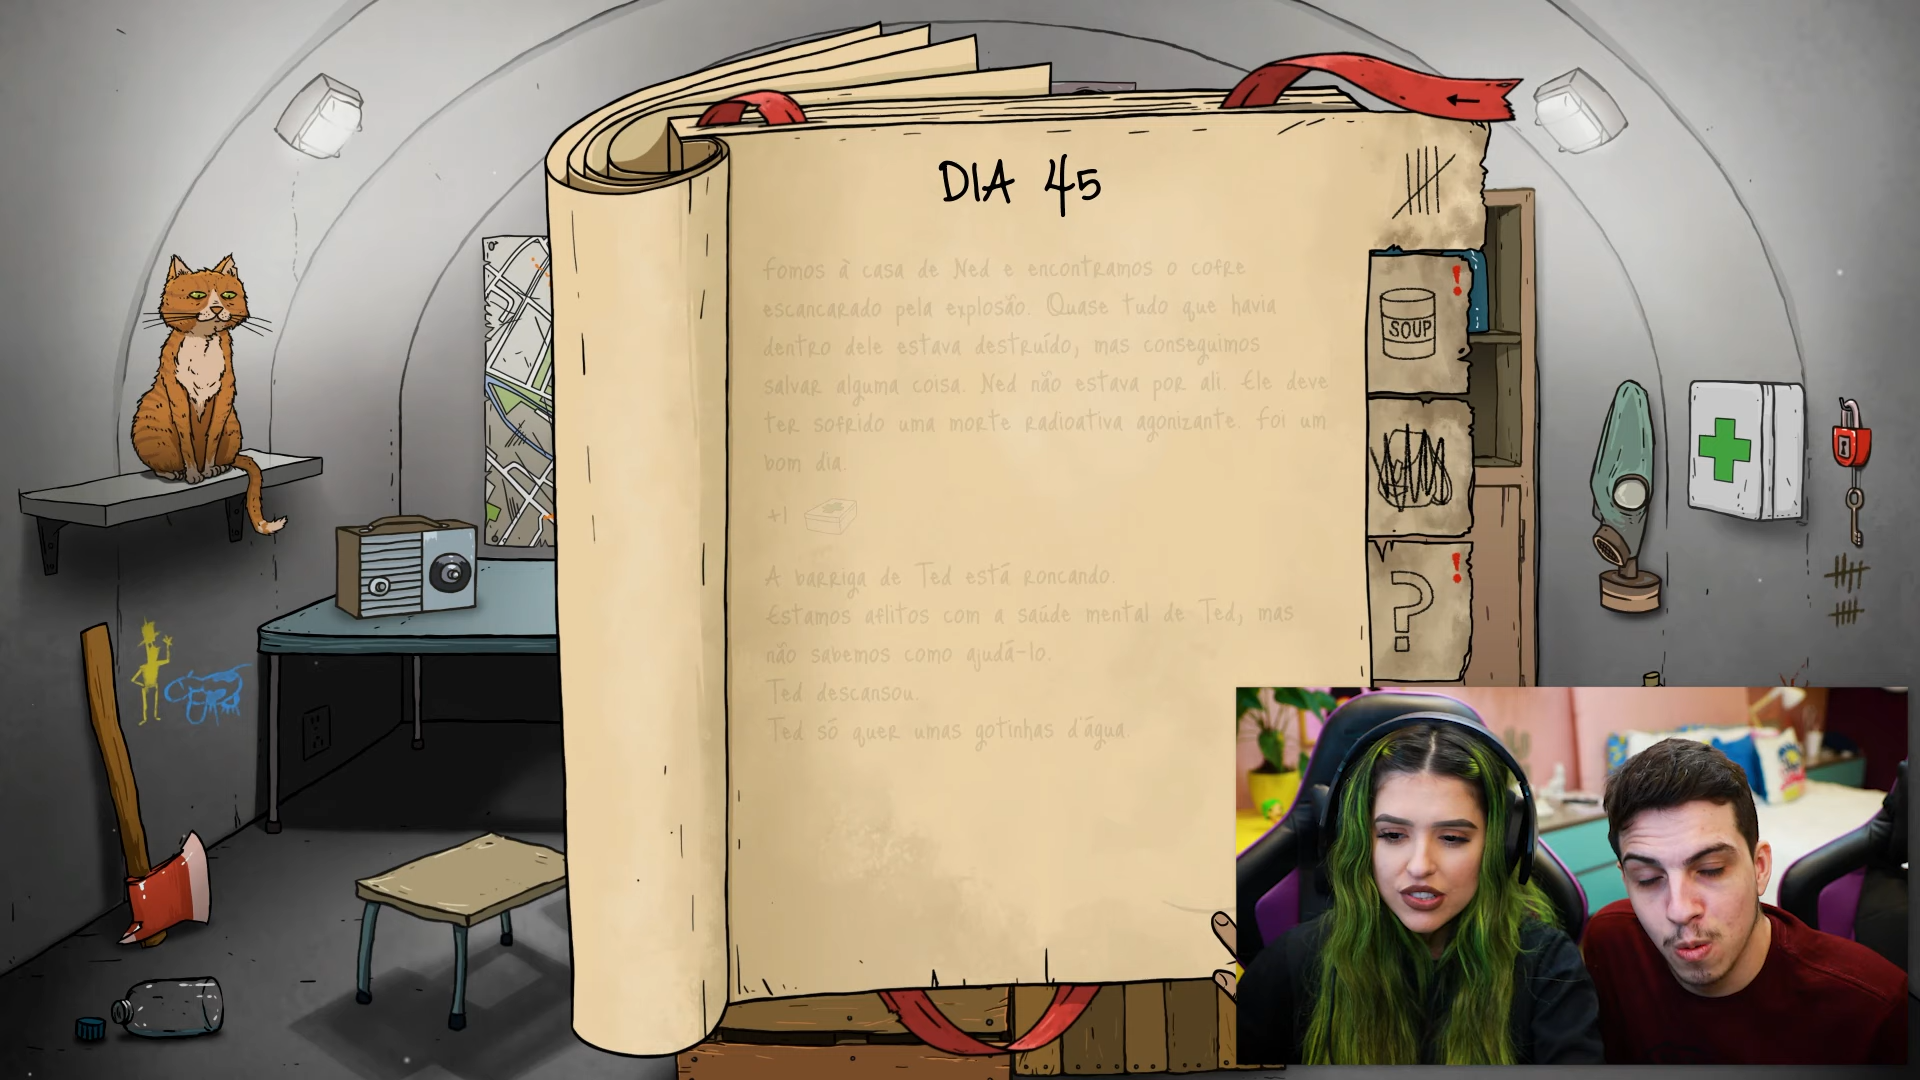 DIA 45
Fomos à casa de Ned e encontramos o cofre
escancarado pela explosão. Quase tudo que havia
dentro dele estava destruído, mas conseguimos
salvar alguma coisa. Ned não estava por ali. Ele deve
ter sofrido uma morte radioativa agonizante. Foi um
bom dia.
+1
A barriga de Ted está roncando.
Estamos aflitos com a saúde mental de Ted, mas
não sabemos como ajudá-lo.
Ted descansou.
Ted só quer umas gotinhas d'água.
!
SOUP
!
?